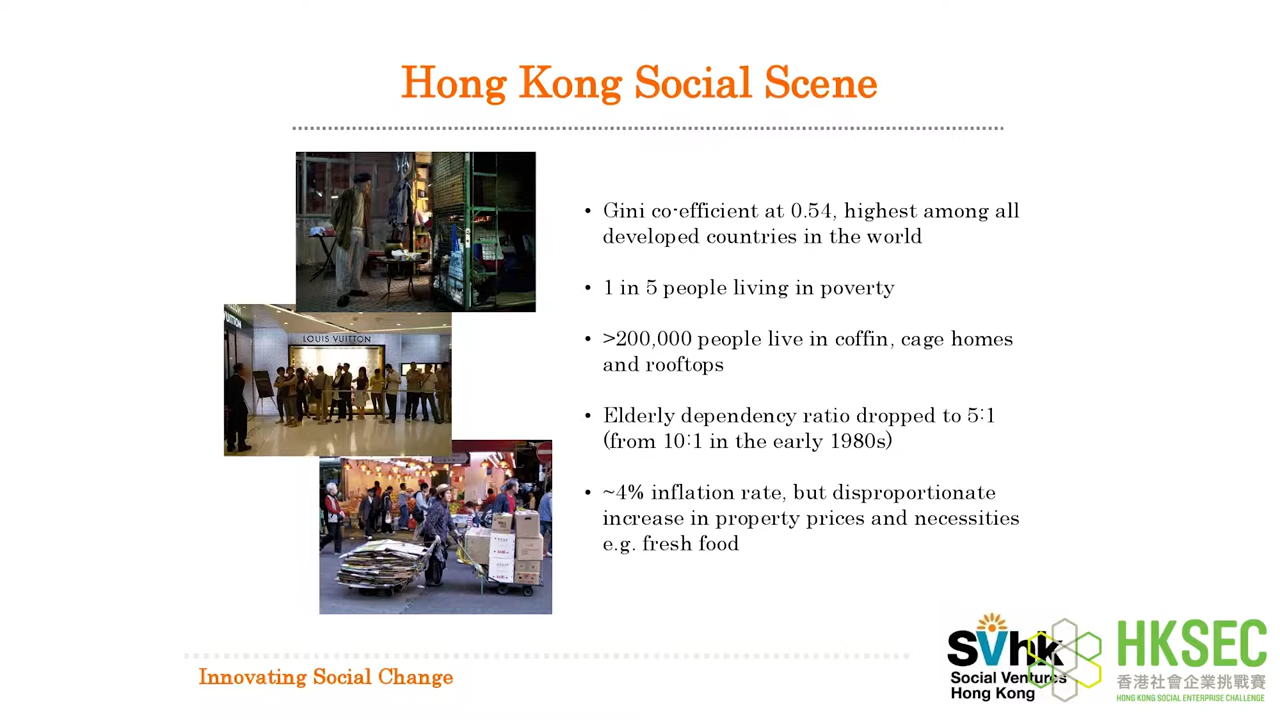 Hong Kong Social Scene
• Gini co-efficient at 0.54, highest among all
developed countries in the world
• 1 in 5 people living in poverty
• >200,000 people live in coffin, cage homes
and rooftops
• Elderly dependency ratio dropped to 5:1
(from 10:1 in the early 1980s)
• ~4% inflation rate, but disproportionate
increase in property prices and necessities
e.g. fresh food
LOUIS VUITTON
Innovating Social Change
SVhk
Social Ventures
Hong Kong
HKSEC
香港社會企業挑戰賽
HONG KONG SOCIAL ENTERPRISE CHALLENGE